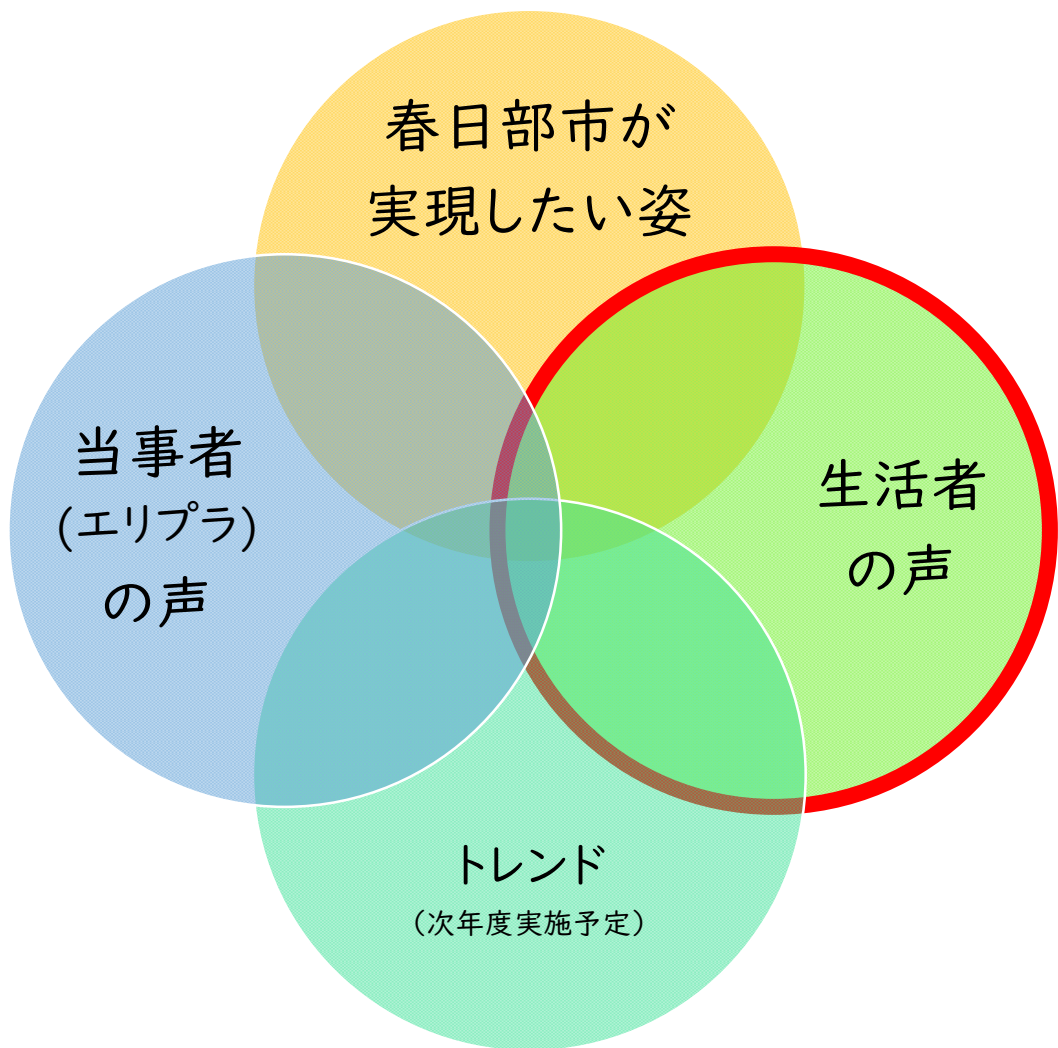 春日部市が
実現したい姿
当事者
(エリプラ)
の声
生活者
の声
トレンド
（次年度実施予定）